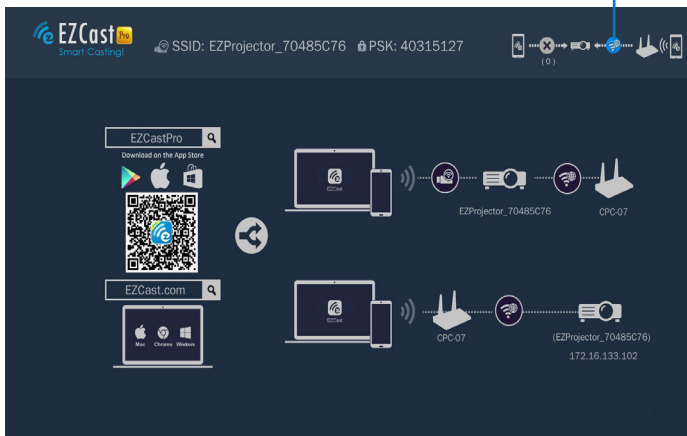 EZCast Pro
Smart Casting!
SSID: EZProjector_70485C76 PSK: 40315127
(0)
EZCastPro
Download on the App Store
EZCast
EZProjector_70485C76
CPC-07
EZCast.com
Mac Chrome Windows
EZCast
CPC-07
(EZProjector_70485C76)
172.16.133.102